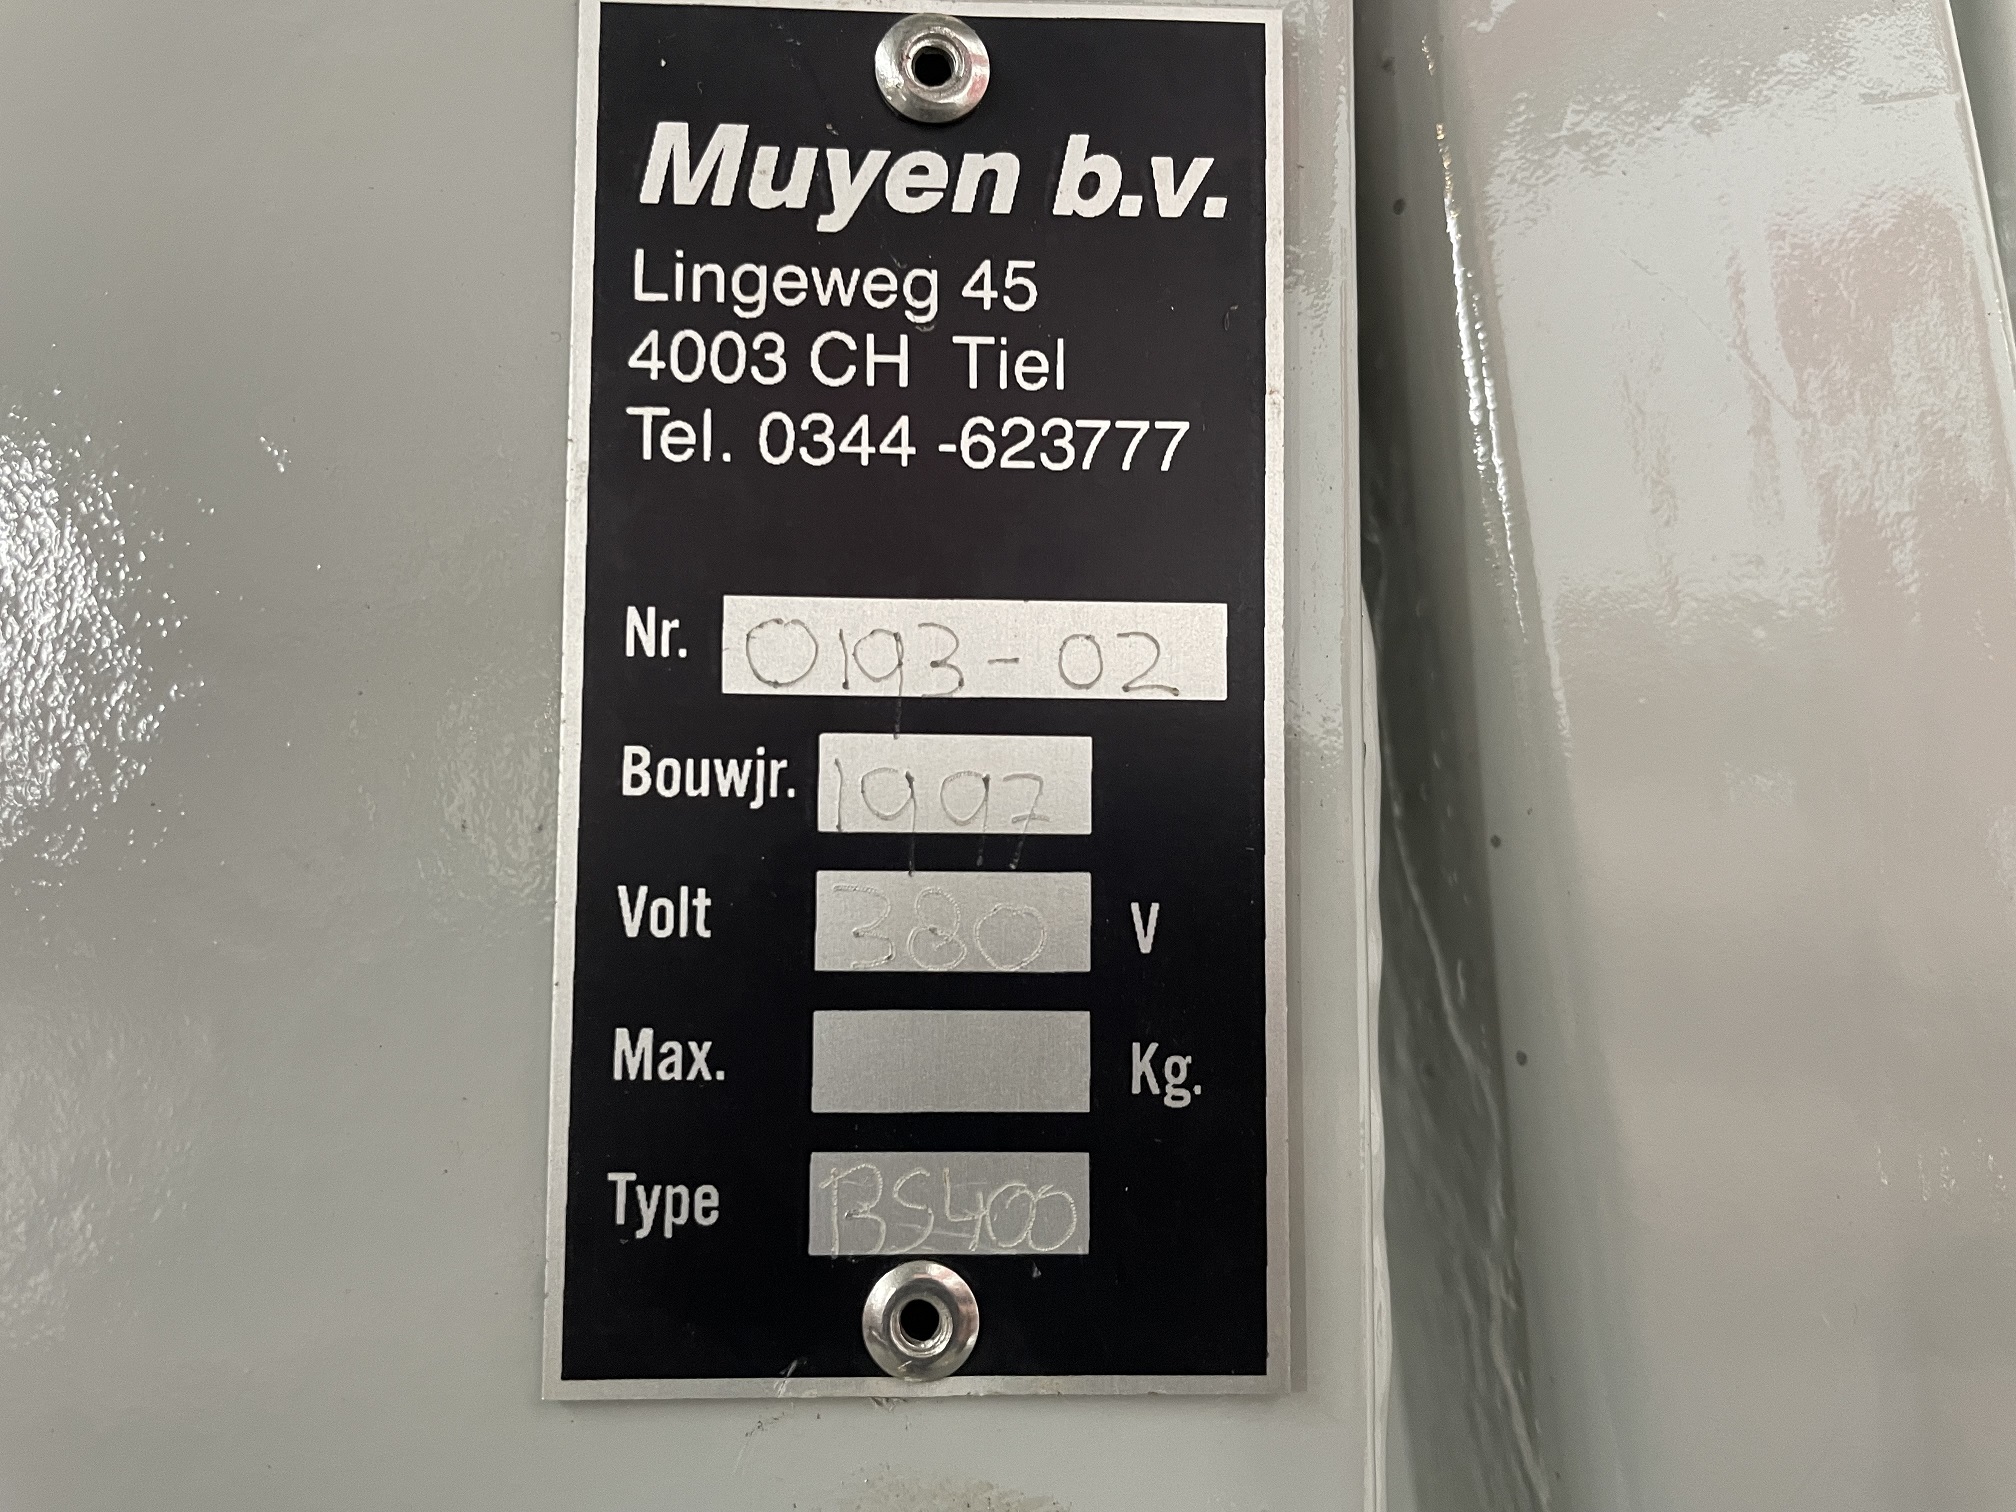 Muyen b.v.
Lingeweg 45
4003 CH Tiel
Tel. 0344 -623777
Nr. 0193-02
Bouwjr. 1997
Volt 380 V
Max. Kg.
Type BS400